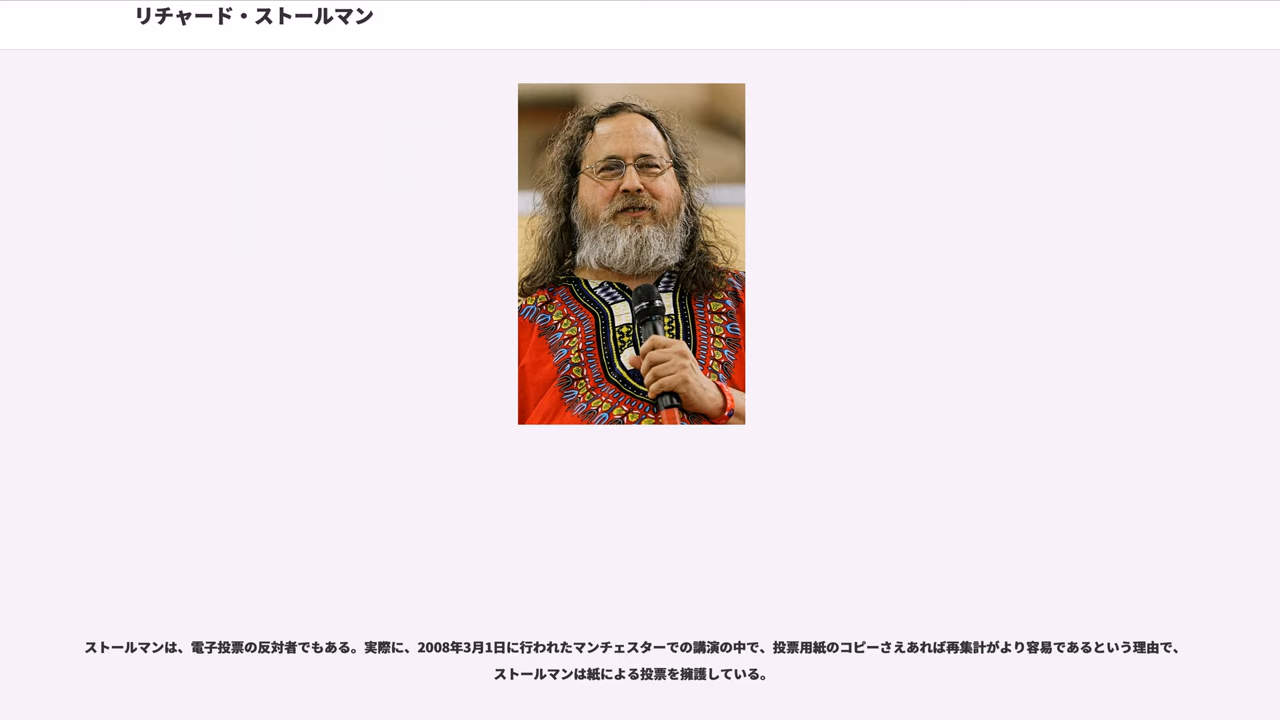 リチャード・ストールマン
ストールマンは、電子投票の反対者でもある。実際に、2008年3月1日に行われたマンチェスターでの講演の中で、投票用紙のコピーさえあれば再集計がより容易であるという理由で、
ストールマンは紙による投票を擁護している。